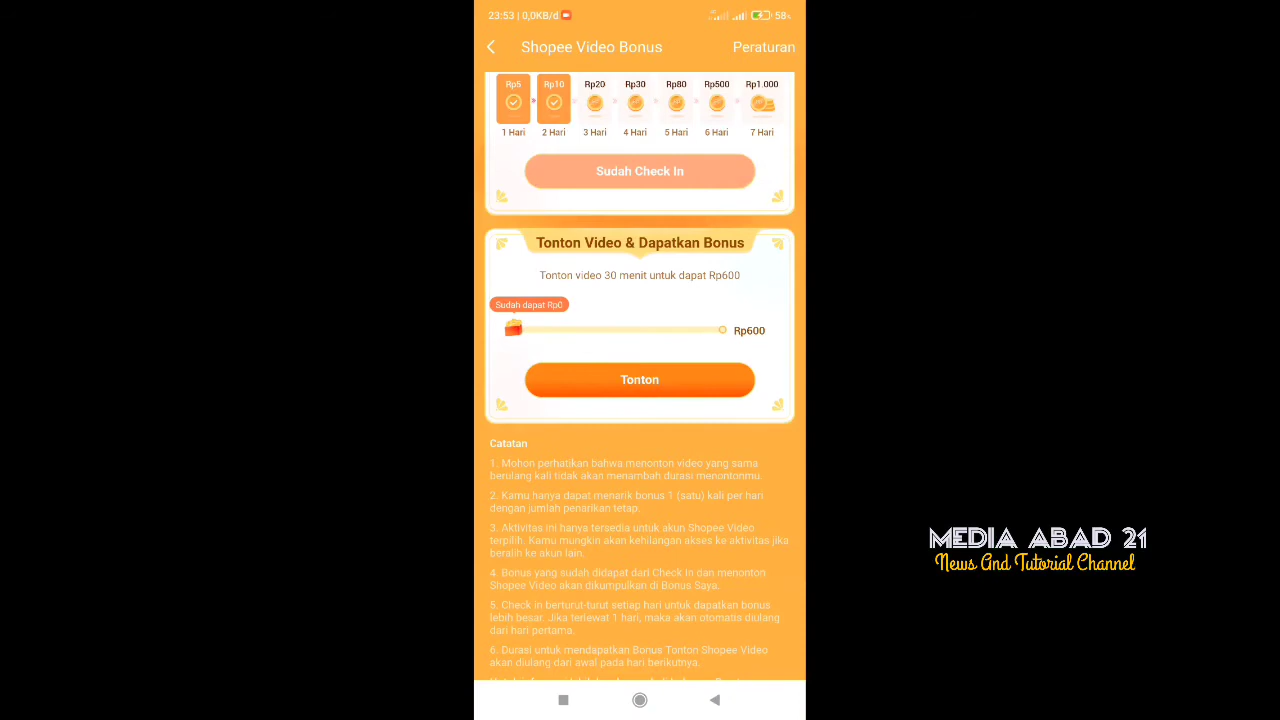 23:53 | 0,0KB/d
58%
Shopee Video Bonus
Peraturan
Rp5 Rp10 Rp20 Rp30 Rp80 Rp500 Rp1.000
1 Hari 2 Hari 3 Hari 4 Hari 5 Hari 6 Hari 7 Hari
Sudah Check In
Tonton Video & Dapatkan Bonus
Tonton video 30 menit untuk dapat Rp600
Sudah dapat Rp0
Rp600
Tonton
Catatan
1. Mohon perhatikan bahwa menonton video yang sama
berulang kali tidak akan menambah durasi menontonmu.
2. Kamu hanya dapat menarik bonus 1 (satu) kali per hari
dengan jumlah penarikan tetap.
3. Aktivitas ini hanya tersedia untuk akun Shopee Video
terpilih. Kamu mungkin akan kehilangan akses ke aktivitas jika
beralih ke akun lain.
4. Bonus yang sudah didapat dari Check In dan menonton
Shopee Video akan dikumpulkan di Bonus Saya.
5. Check in berturut-turut setiap hari untuk dapatkan bonus
lebih besar. Jika terlewat 1 hari, maka akan otomatis diulang
dari hari pertama.
6. Durasi untuk mendapatkan Bonus Tonton Shopee Video
akan diulang dari awal pada hari berikutnya.
MEDIA ABAD 21
News And Tutorial Channel